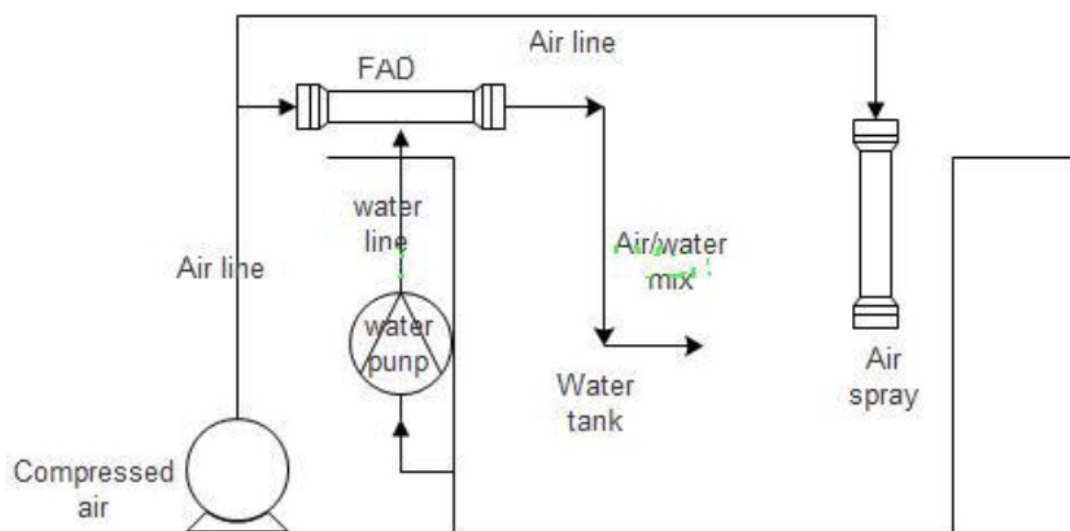 Air line
FAD
water
line
Air/water
mix
Air line
water
punp
Water
tank
Air
spray
Compressed
air